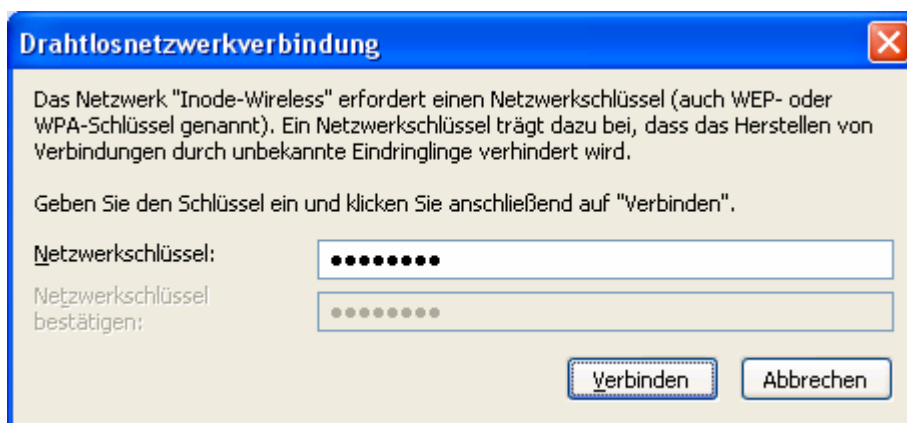 Drahtlosnetzwerkverbindung
Das Netzwerk "Inode-Wireless" erfordert einen Netzwerkschlüssel (auch WEP- oder
WPA-Schlüssel genannt). Ein Netzwerkschlüssel trägt dazu bei, dass das Herstellen von
Verbindungen durch unbekannte Eindringlinge verhindert wird.
Geben Sie den Schlüssel ein und klicken Sie anschließend auf "Verbinden".
Netzwerkschlüssel: ●●●●●●●●
Netzwerkschlüssel
bestätigen: ●●●●●●●●
Verbinden Abbrechen